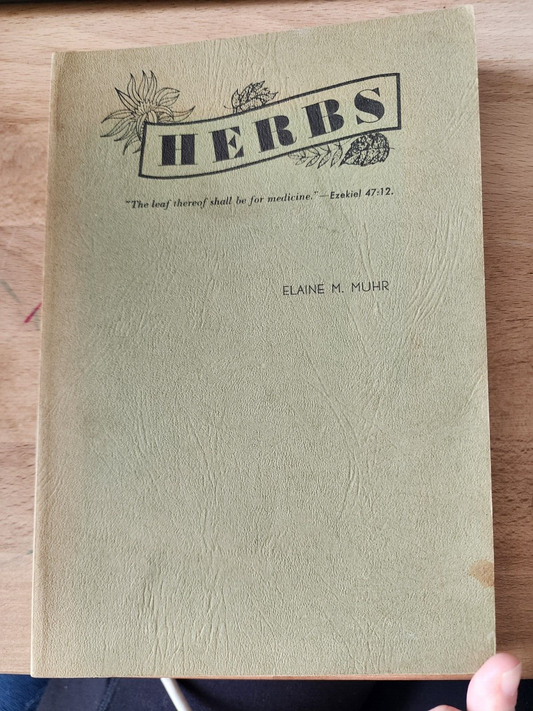 HERBS
"The leaf thereof shall be for medicine."—Ezekiel 47:12.
ELAINE M. MUHR